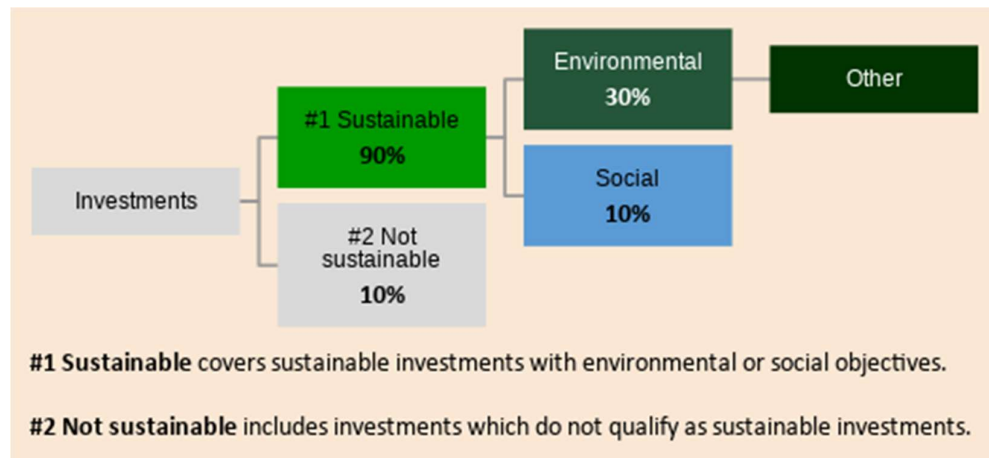 Investments
#1 Sustainable
90%
#2 Not
sustainable
10%
Environmental
30%
Social
10%
Other
#1 Sustainable covers sustainable investments with environmental or social objectives.
#2 Not sustainable includes investments which do not qualify as sustainable investments.